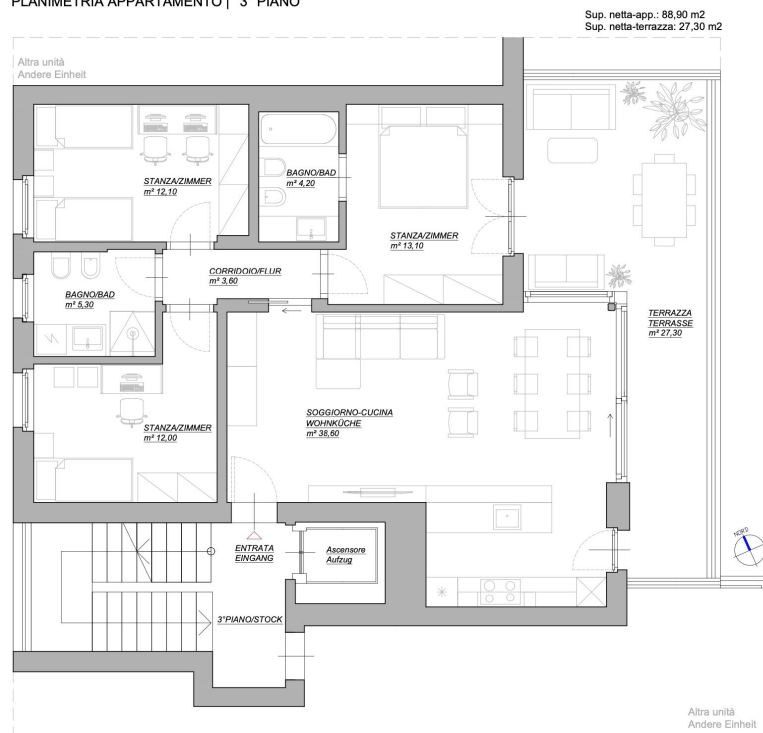 PLANIMETRIA APPARTAMENTO | 3° PIANO
Sup. netta-app.: 88,90 m2
Sup. netta-terrazza: 27,30 m2
Altra unità
Andere Einheit
STANZA/ZIMMER
m² 12,10
BAGNO/BAD
m² 4,20
STANZA/ZIMMER
m² 13,10
CORRIDOIO/FLUR
m² 3,60
BAGNO/BAD
m² 5,30
TERRAZZA
TERRASSE
m² 27,30
STANZA/ZIMMER
m² 12,00
SOGGIORNO-CUCINA
WOHNKÜCHE
m² 38,60
NORD
ENTRATA
EINGANG
Ascensore
Aufzug
3°PIANO/STOCK
Altra unità
Andere Einheit